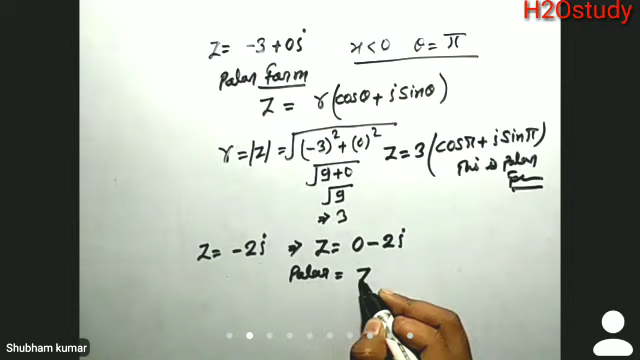 H20study
Z = -3 + 0i x < 0 θ = π
Polar Form
Z = r (cosθ + i sinθ)
r = |Z| = √(-3)² + (0)² Z = 3 (cosπ + i sinπ)
√9+0 This is Polar
√9 Form
⇒ 3
Z = -2i ⇒ Z = 0 - 2i
Polar = Z
Shubham kumar